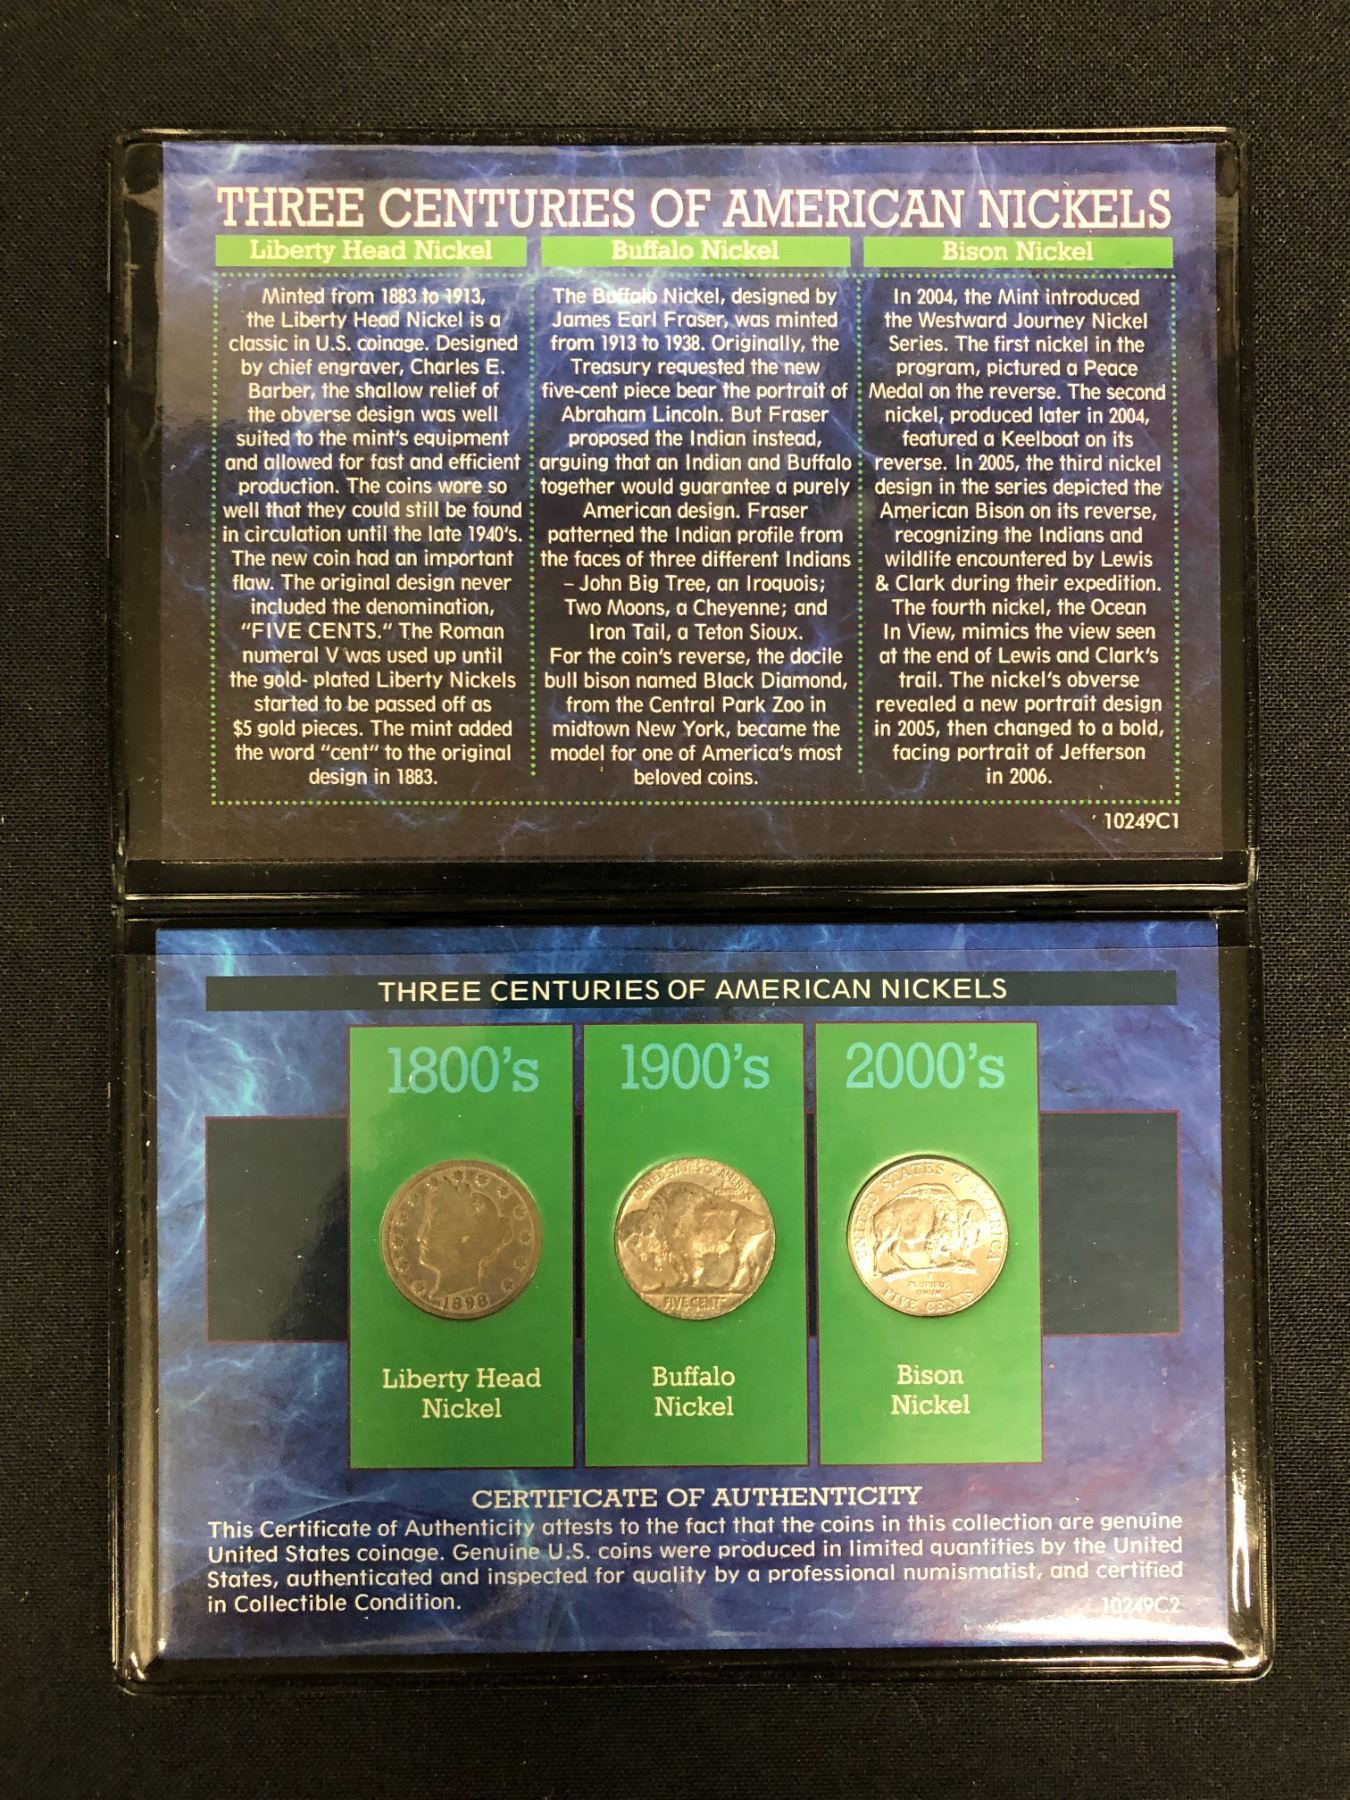 THREE CENTURIES OF AMERICAN NICKELS
Liberty Head Nickel
Minted from 1883 to 1913,
the Liberty Head Nickel is a
classic in U.S. coinage. Designed
by chief engraver, Charles E.
Barber, the shallow relief of
the obverse design was well
suited to the mint's equipment
and allowed for fast and efficient
production. The coins wore so
well that they could still be found
in circulation until the late 1940's.
The new coin had an important
flaw. The original design never
included the denomination,
"FIVE CENTS." The Roman
numeral V was used up until
the gold- plated Liberty Nickels
started to be passed off as
$5 gold pieces. The mint added
the word "cent" to the original
design in 1883.
Buffalo Nickel
The Buffalo Nickel, designed by
James Earl Fraser, was minted
from 1913 to 1938. Originally, the
Treasury requested the new
five-cent piece bear the portrait of
Abraham Lincoln. But Fraser
proposed the Indian instead,
arguing that an Indian and Buffalo
together would guarantee a purely
American design. Fraser
patterned the Indian profile from
the faces of three different Indians
– John Big Tree, an Iroquois;
Two Moons, a Cheyenne; and
Iron Tail, a Teton Sioux.
For the coin's reverse, the docile
bull bison named Black Diamond,
from the Central Park Zoo in
midtown New York, became the
model for one of America's most
beloved coins.
Bison Nickel
In 2004, the Mint introduced
the Westward Journey Nickel
Series. The first nickel in the
program, pictured a Peace
Medal on the reverse. The second
nickel, produced later in 2004,
featured a Keelboat on its
reverse. In 2005, the third nickel
design in the series depicted the
American Bison on its reverse,
recognizing the Indians and
wildlife encountered by Lewis
& Clark during their expedition.
The fourth nickel, the Ocean
In View, mimics the view seen
at the end of Lewis and Clark's
trail. The nickel's obverse
revealed a new portrait design
in 2005, then changed to a bold,
facing portrait of Jefferson
in 2006.
10249C1
THREE CENTURIES OF AMERICAN NICKELS
1800's
1898
Liberty Head
Nickel
1900's
UNITED STATES OF AMERICA
FIVE CENT
Buffalo
Nickel
2000's
UNITED STATES of AMERICA
E
PLURIBUS
UNUM
FIVE CENTS
Bison
Nickel
CERTIFICATE OF AUTHENTICITY
This Certificate of Authenticity attests to the fact that the coins in this collection are genuine
United States coinage. Genuine U.S. coins were produced in limited quantities by the United
States, authenticated and inspected for quality by a professional numismatist, and certified
in Collectible Condition.
10249C2